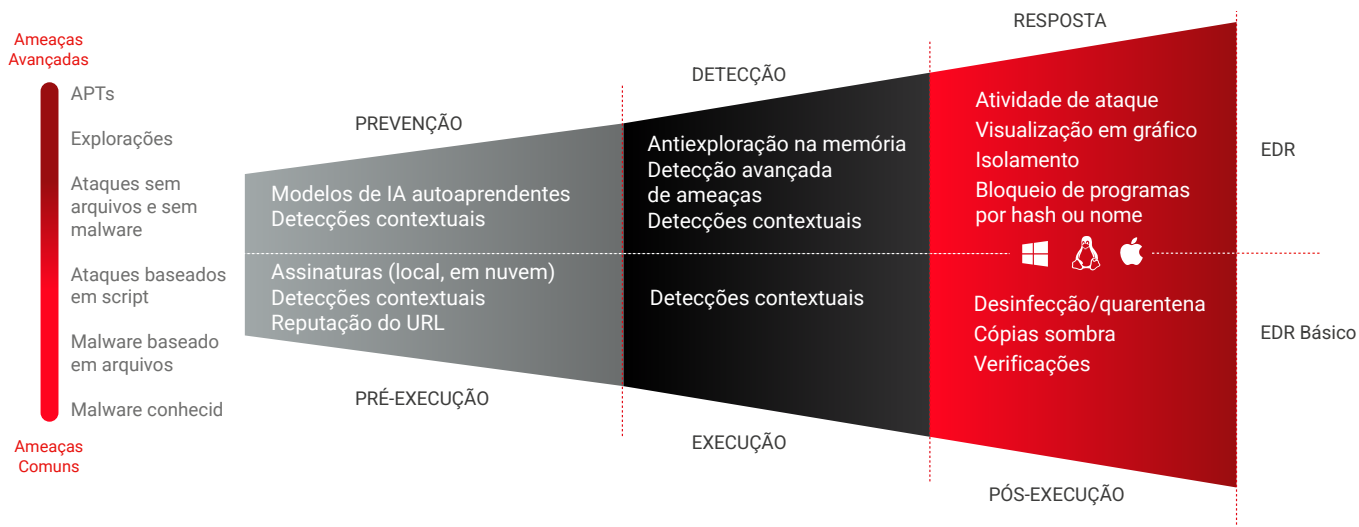 Ameaças
Avançadas
APTs
Explorações
Ataques sem
arquivos e sem
malware
Ataques baseados
em script
Malware baseado
em arquivos
Malware conhecid
Ameaças
Comuns
PREVENÇÃO
Modelos de IA autoaprendentes
Detecções contextuais
Assinaturas (local, em nuvem)
Detecções contextuais
Reputação do URL
PRÉ-EXECUÇÃO
DETECÇÃO
Antiexploração na memória
Detecção avançada
de ameaças
Detecções contextuais
Detecções contextuais
EXECUÇÃO
RESPOSTA
Atividade de ataque
Visualização em gráfico
Isolamento
Bloqueio de programas
por hash ou nome
Desinfecção/quarentena
Cópias sombra
Verificações
PÓS-EXECUÇÃO
EDR
EDR Básico